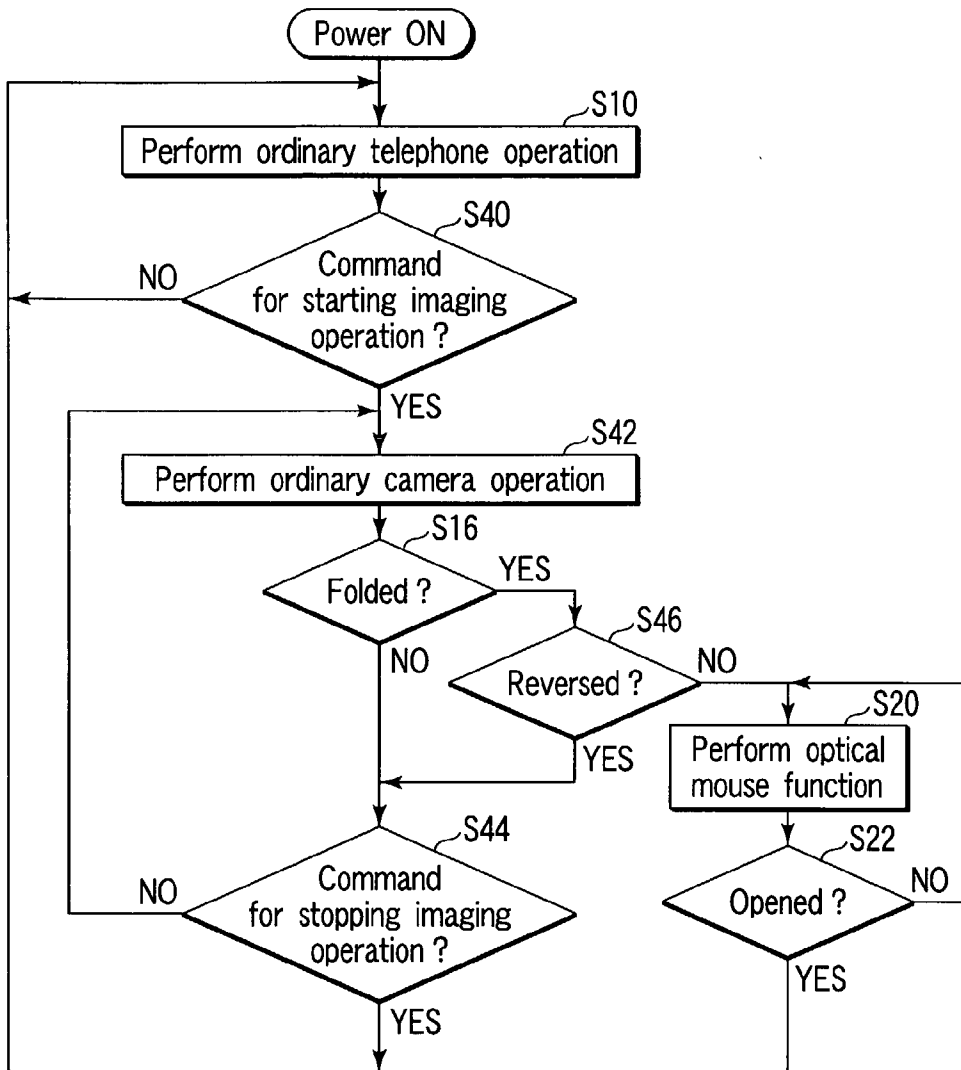 Power ON
S10
Perform ordinary telephone operation
S40
Command
for starting imaging
operation ?
NO
YES
S42
Perform ordinary camera operation
S16
Folded ?
YES
NO
S46
Reversed ?
NO
YES
S20
Perform optical
mouse function
S44
Command
for stopping imaging
operation ?
NO
YES
S22
Opened ?
NO
YES